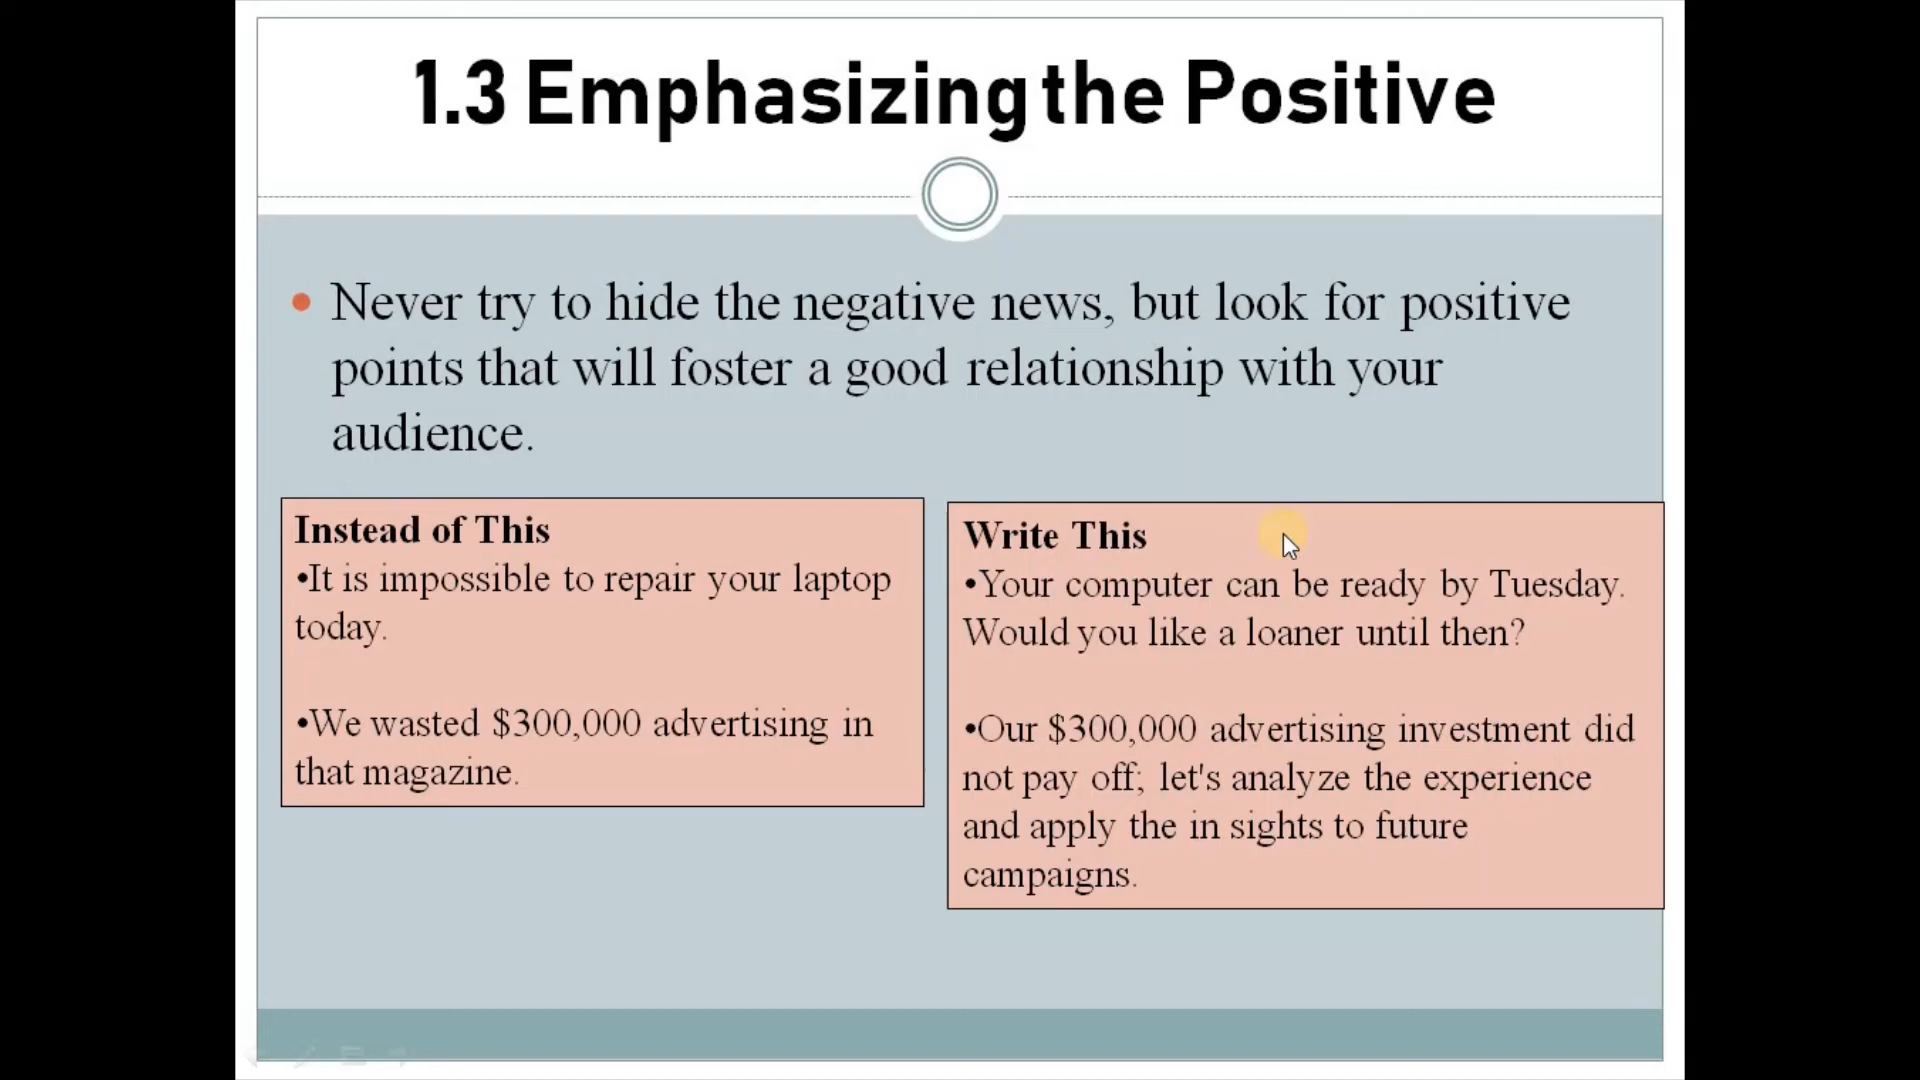 1.3 Emphasizing the Positive
• Never try to hide the negative news, but look for positive
points that will foster a good relationship with your
audience.
Instead of This
•It is impossible to repair your laptop
today.
•We wasted $300,000 advertising in
that magazine.
Write This
•Your computer can be ready by Tuesday.
Would you like a loaner until then?
•Our $300,000 advertising investment did
not pay off; let's analyze the experience
and apply the in sights to future
campaigns.